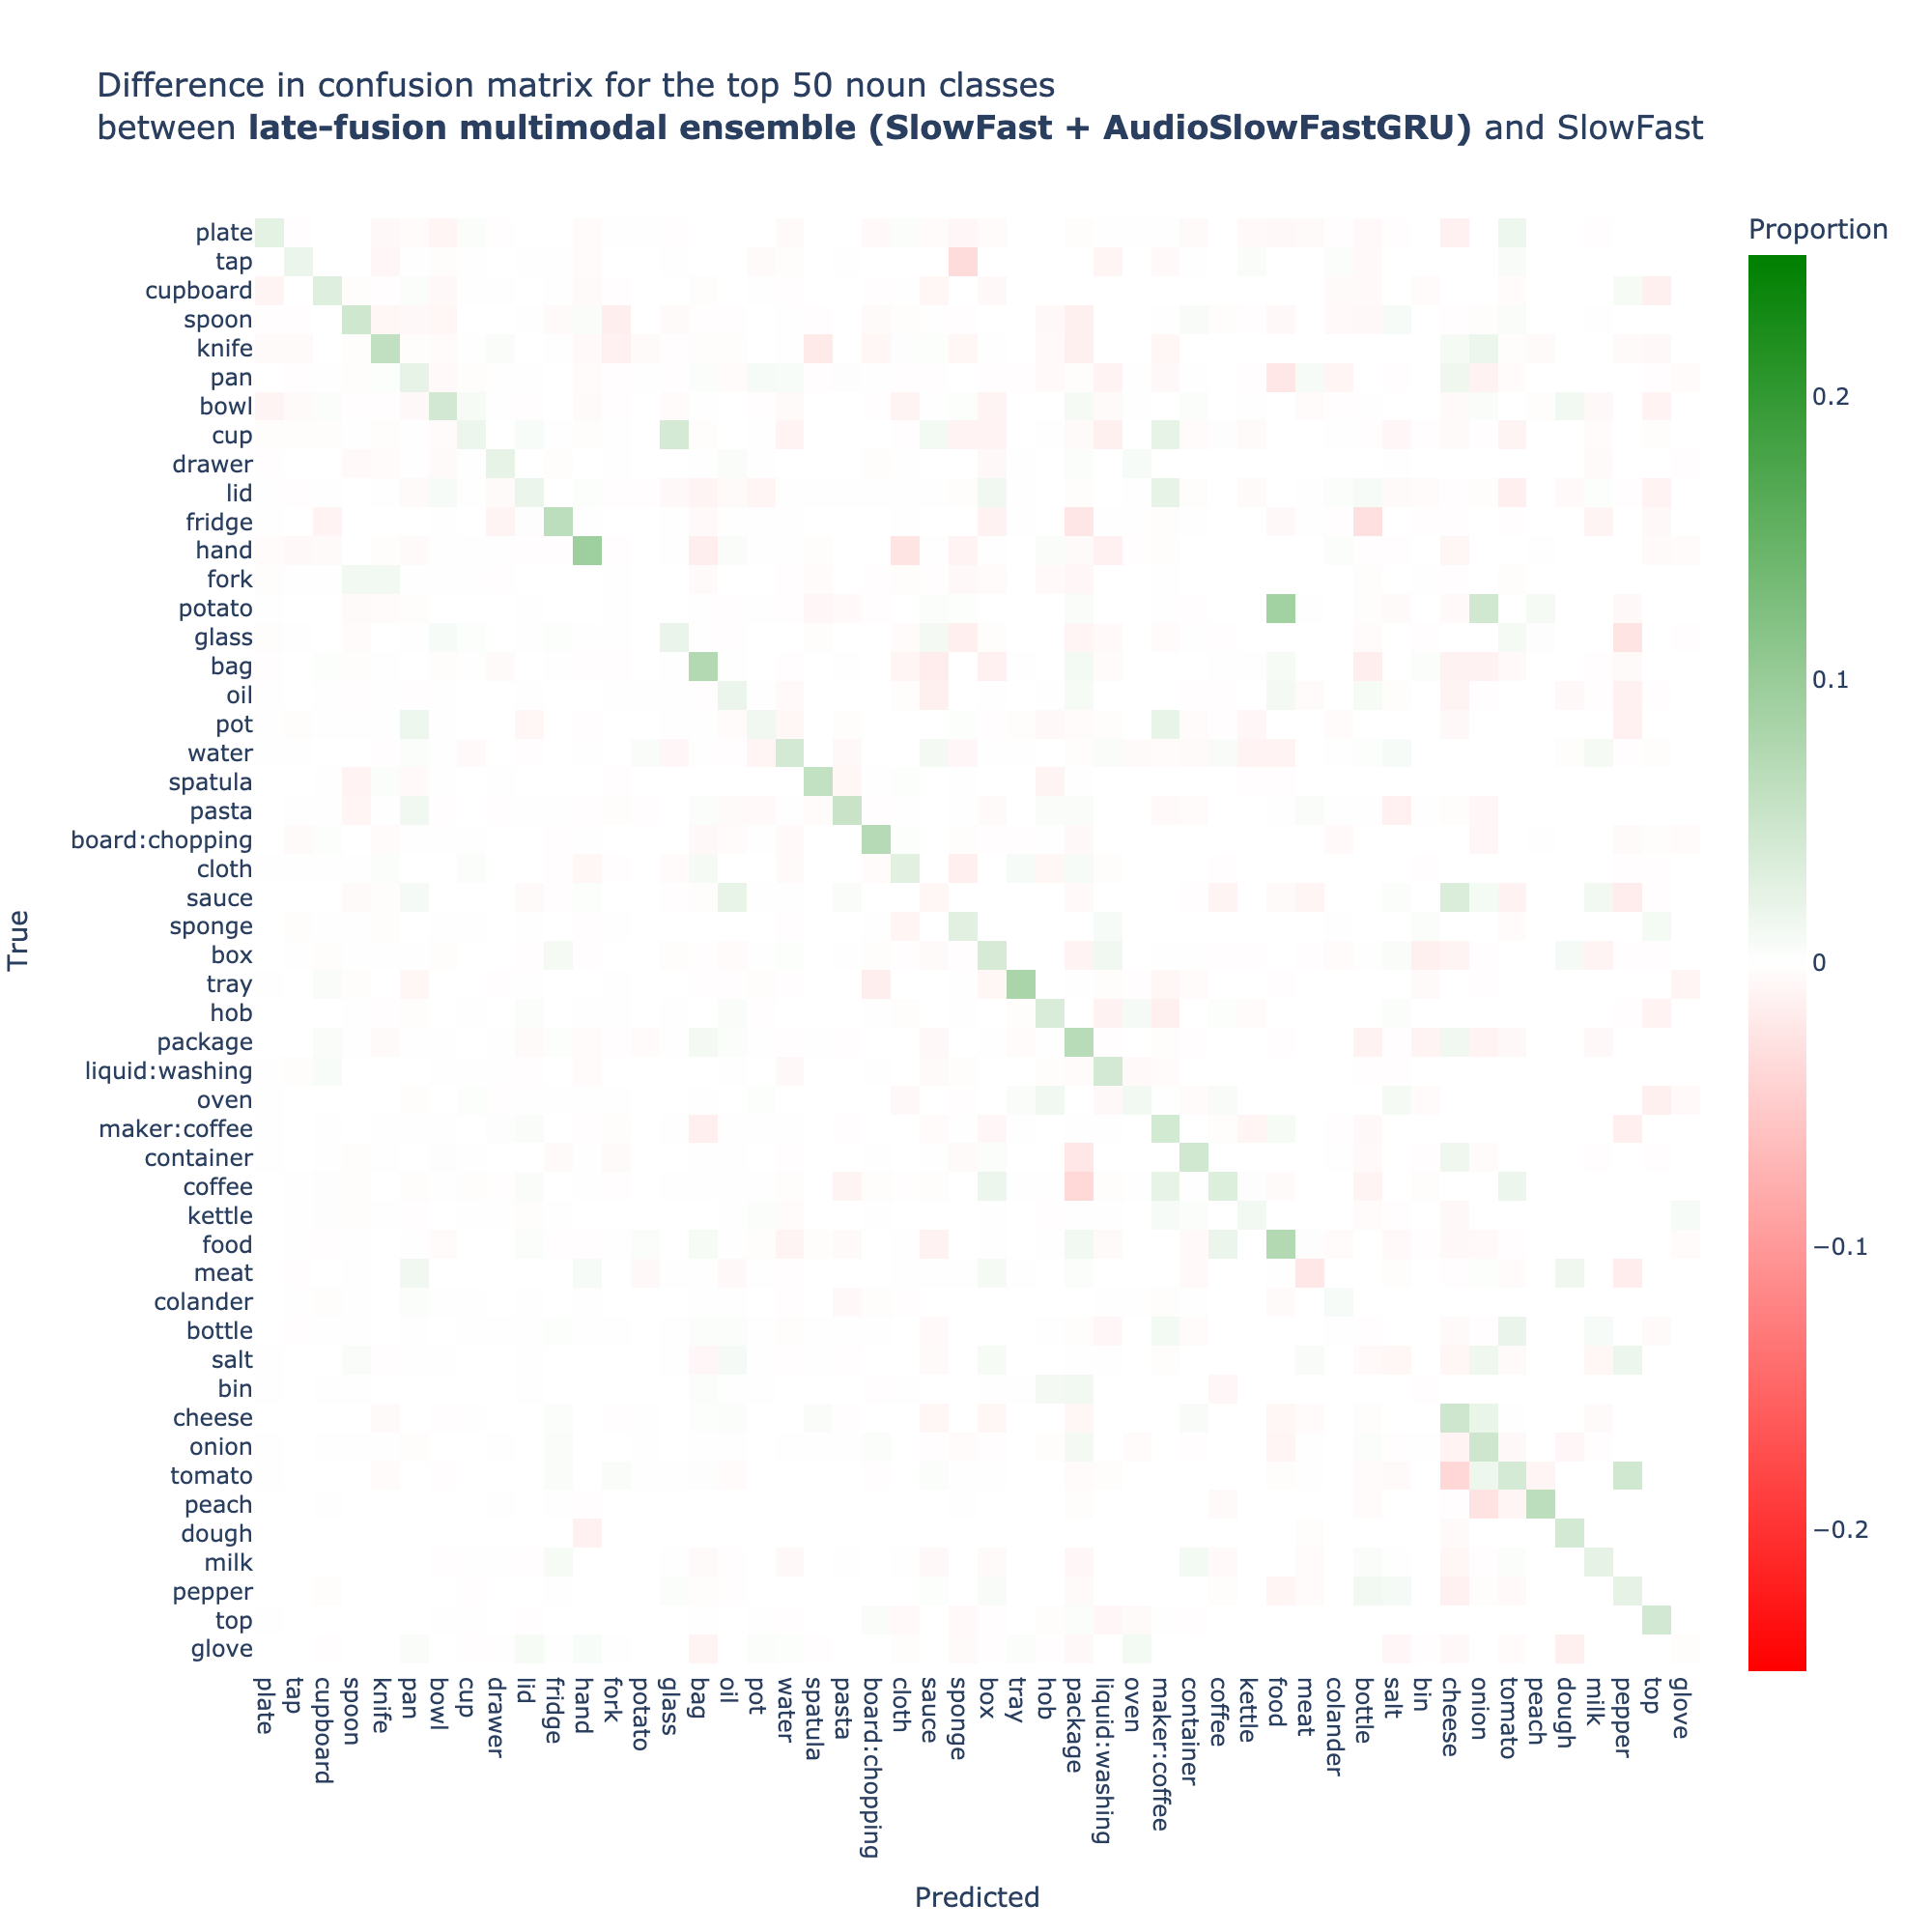 Difference in confusion matrix for the top 50 noun classes
between late-fusion multimodal ensemble (SlowFast + AudioSlowFastGRU) and SlowFast
Proportion
0.2
0.1
0
−0.1
−0.2
True
plate
tap
cupboard
spoon
knife
pan
bowl
cup
drawer
lid
fridge
hand
fork
potato
glass
bag
oil
pot
water
spatula
pasta
board:chopping
cloth
sauce
sponge
box
tray
hob
package
liquid:washing
oven
maker:coffee
container
coffee
kettle
food
meat
colander
bottle
salt
bin
cheese
onion
tomato
peach
dough
milk
pepper
top
glove
plate
tap
cupboard
spoon
knife
pan
bowl
cup
drawer
lid
fridge
hand
fork
potato
glass
bag
oil
pot
water
spatula
pasta
board:chopping
cloth
sauce
sponge
box
tray
hob
package
liquid:washing
oven
maker:coffee
container
coffee
kettle
food
meat
colander
bottle
salt
bin
cheese
onion
tomato
peach
dough
milk
pepper
top
glove
Predicted